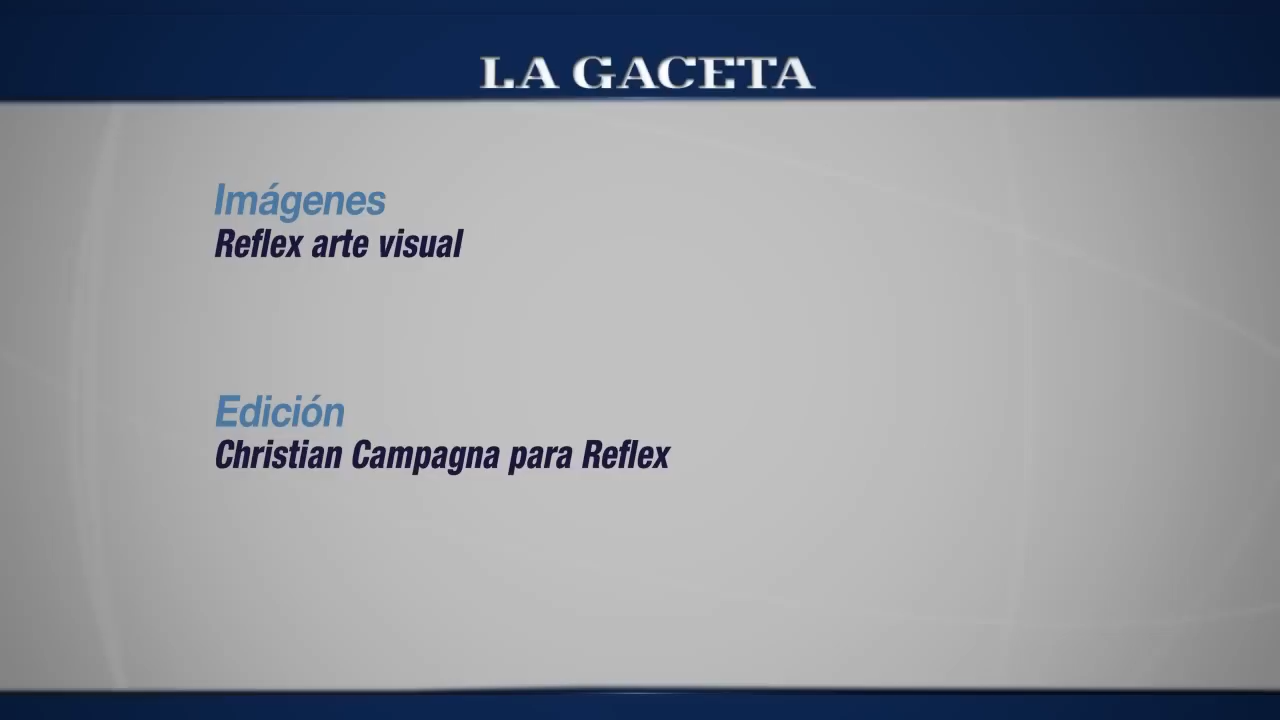 LA GACETA
Imágenes
Reflex arte visual
Edición
Christian Campagna para Reflex